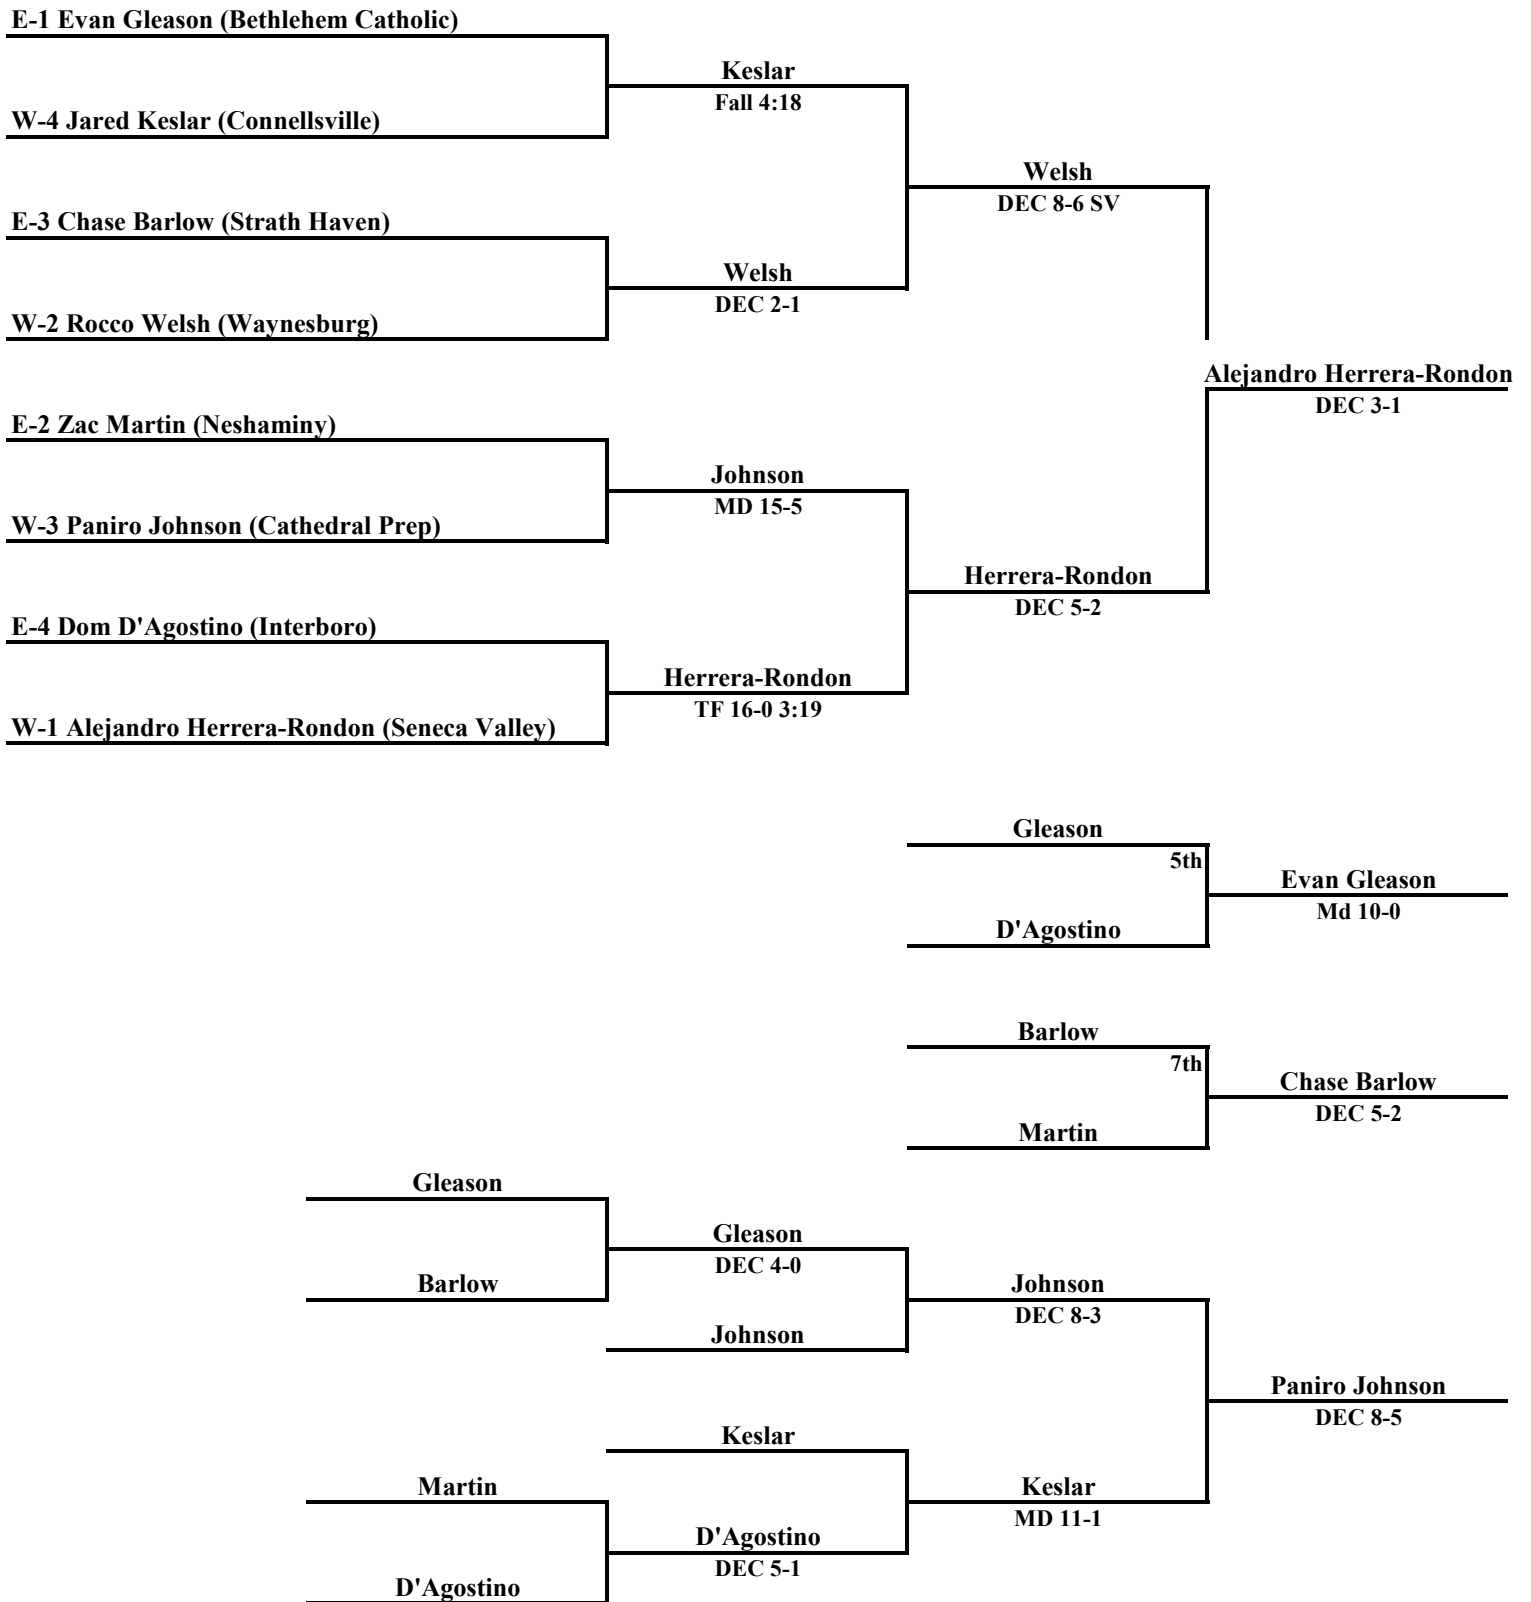 E-1 Evan Gleason (Bethlehem Catholic)
Keslar
Fall 4:18
W-4 Jared Keslar (Connellsville)
Welsh
DEC 8-6 SV
E-3 Chase Barlow (Strath Haven)
Welsh
DEC 2-1
W-2 Rocco Welsh (Waynesburg)
Alejandro Herrera-Rondon
DEC 3-1
E-2 Zac Martin (Neshaminy)
Johnson
MD 15-5
W-3 Paniro Johnson (Cathedral Prep)
Herrera-Rondon
DEC 5-2
E-4 Dom D'Agostino (Interboro)
Herrera-Rondon
TF 16-0 3:19
W-1 Alejandro Herrera-Rondon (Seneca Valley)
Gleason
5th
Evan Gleason
Md 10-0
D'Agostino
Barlow
7th
Chase Barlow
DEC 5-2
Martin
Gleason
Gleason
DEC 4-0
Barlow
Johnson
DEC 8-3
Johnson
Paniro Johnson
DEC 8-5
Keslar
Martin
Keslar
MD 11-1
D'Agostino
DEC 5-1
D'Agostino